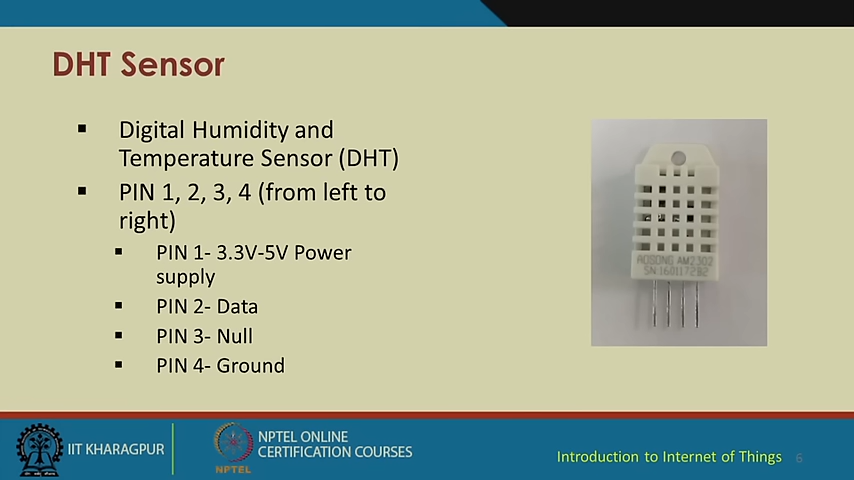 DHT Sensor
Digital Humidity and
Temperature Sensor (DHT)
PIN 1, 2, 3, 4 (from left to
right)
PIN 1- 3.3V-5V Power
supply
PIN 2- Data
PIN 3- Null
PIN 4- Ground
AOSONG AM2302
SN:1601172B2
IIT KHARAGPUR
NPTEL
NPTEL ONLINE
CERTIFICATION COURSES
Introduction to Internet of Things
6